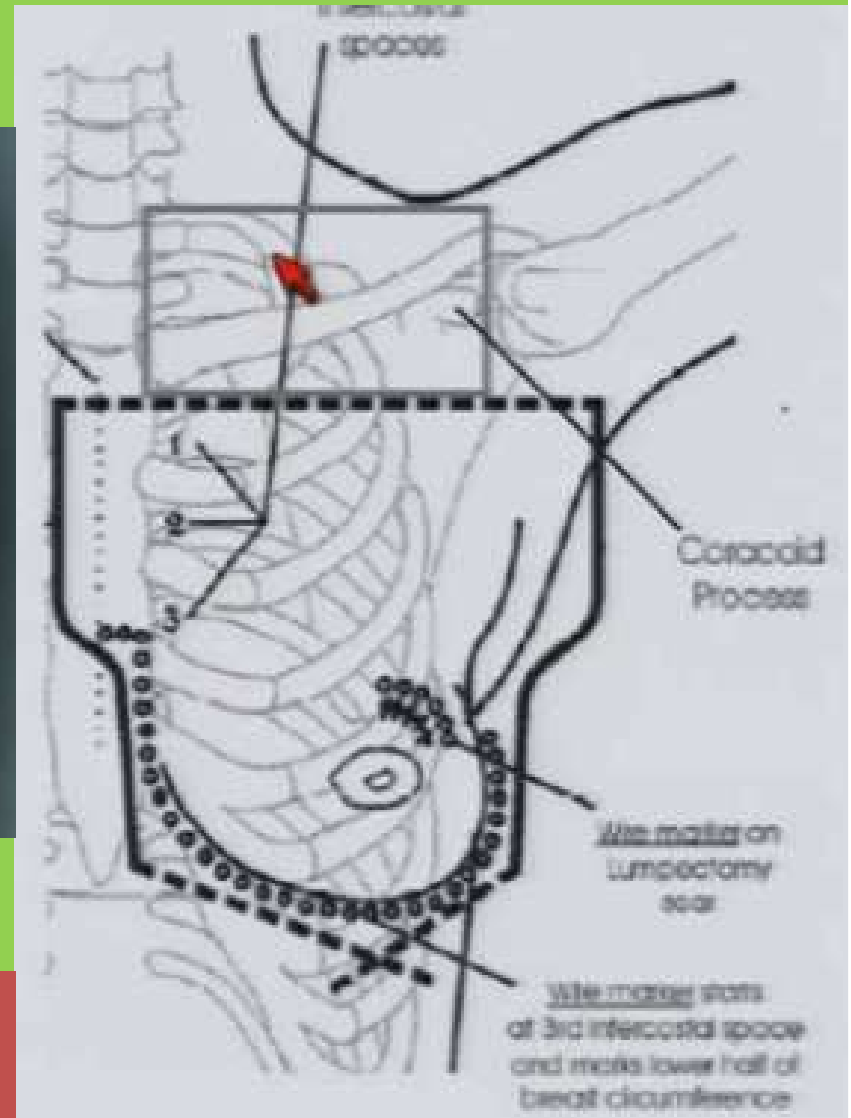 spaces
1
2
3
Coracoid
Process
Wire marker on
Lumpectomy
scar
Wire marker starts
at 3rd intercostal space
and marks lower half of
breast circumference